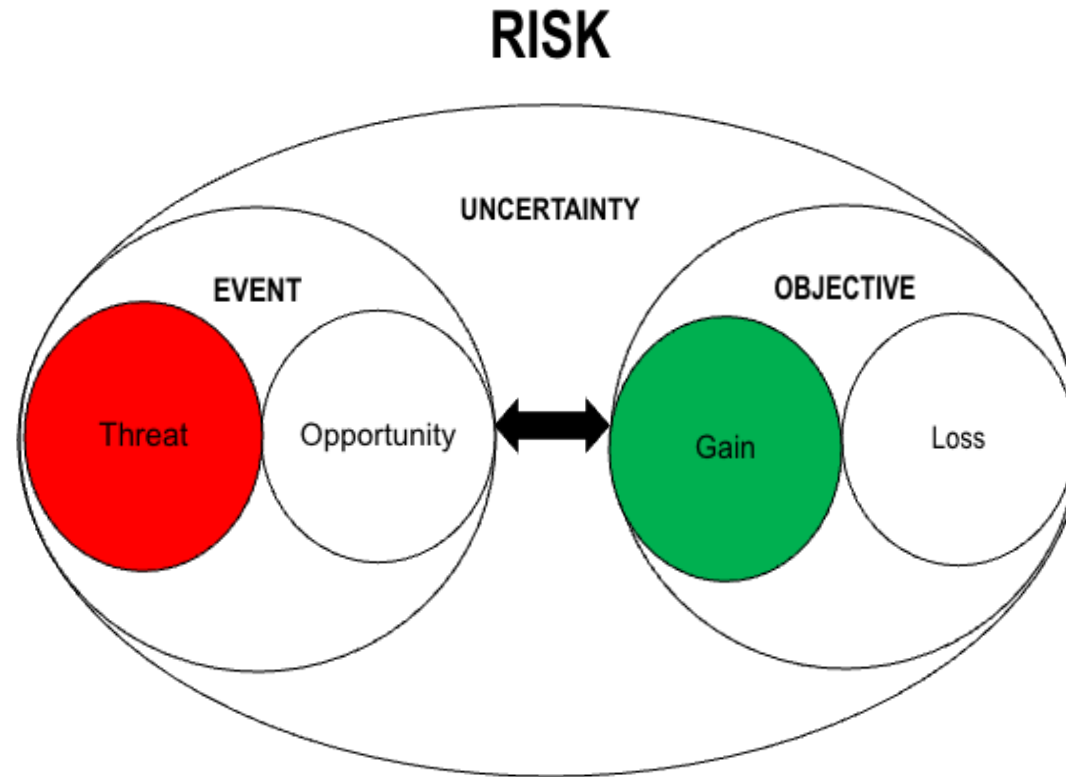 RISK
UNCERTAINTY
EVENT
OBJECTIVE
Threat
Opportunity
Gain
Loss